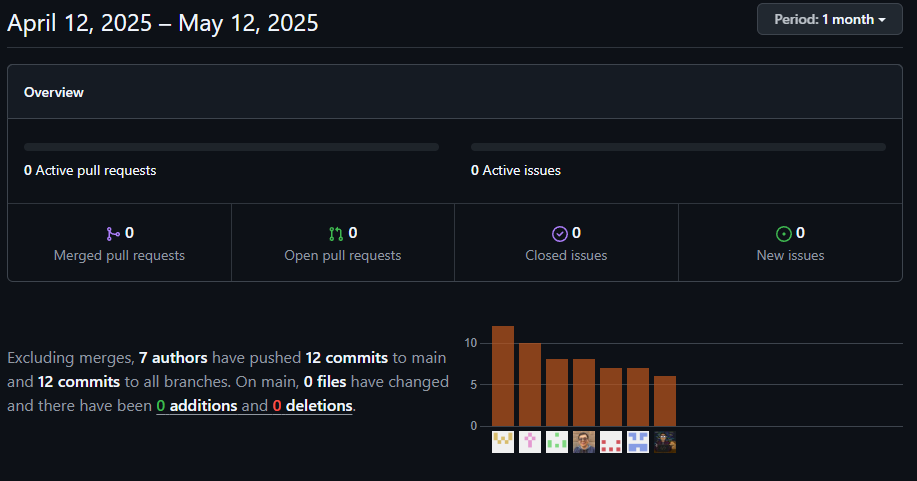 April 12, 2025 – May 12, 2025
Period: 1 month
Overview
0 Active pull requests
0 Active issues
0
Merged pull requests
0
Open pull requests
0
Closed issues
0
New issues
Excluding merges, 7 authors have pushed 12 commits to main
and 12 commits to all branches. On main, 0 files have changed
and there have been 0 additions and 0 deletions.
10
5
0